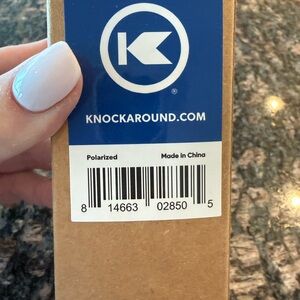 K
®
KNOCKAROUND.COM
Polarized Made in China
8 14663 02850 5